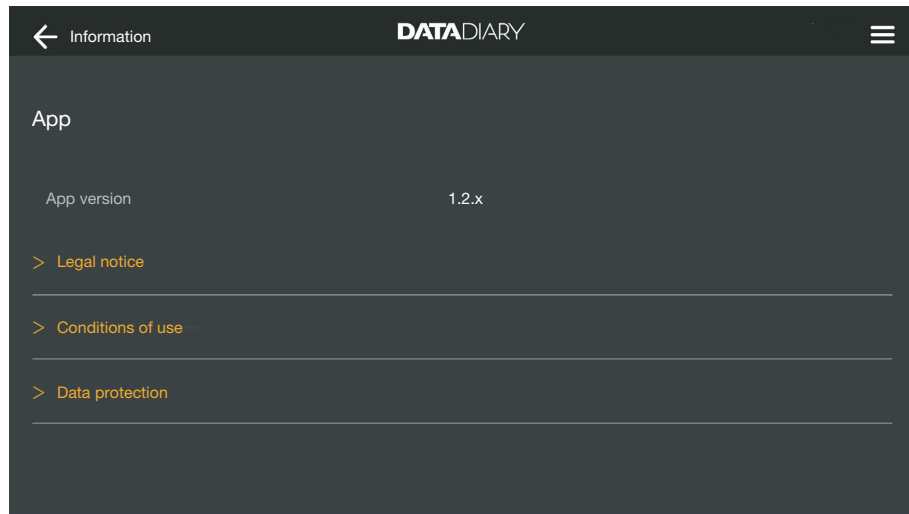 Information
DATADIARY
App
App version 1.2.x
> Legal notice
> Conditions of use
> Data protection